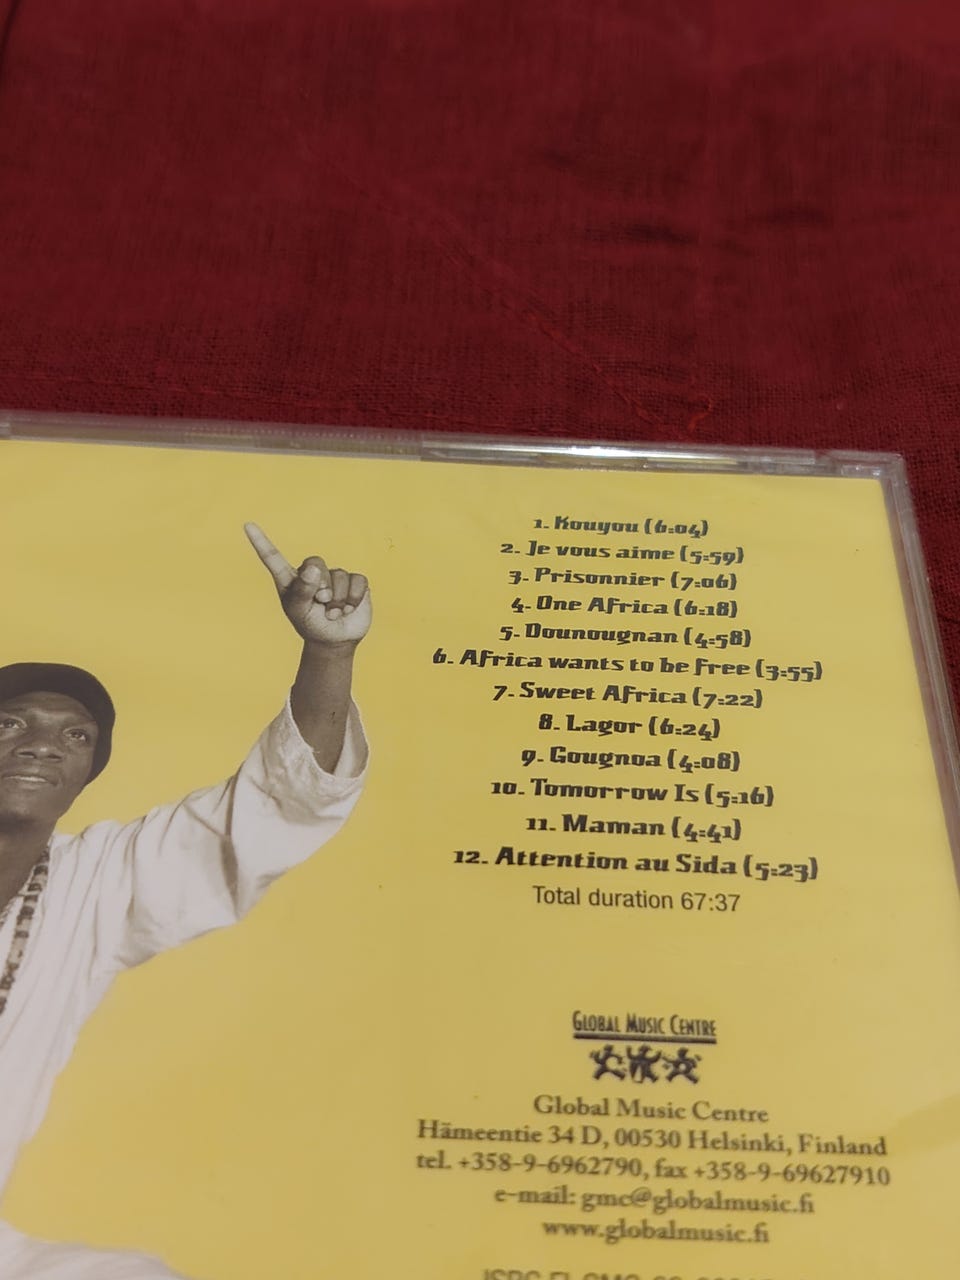 1. Kouyou (6:04)
2. Je vous aime (5:59)
3. Prisonnier (7:06)
4. One Africa (6:18)
5. Dounougnan (4:58)
6. Africa wants to be free (3:55)
7. Sweet Africa (7:22)
8. Lagor (6:24)
9. Gougnoa (4:08)
10. Tomorrow Is (5:16)
11. Maman (4:41)
12. Attention au Sida (5:23)
Total duration 67:37
GLOBAL MUSIC CENTRE
Global Music Centre
Hämeentie 34 D, 00530 Helsinki, Finland
tel. +358-9-6962790, fax +358-9-69627910
e-mail: gmc@globalmusic.fi
www.globalmusic.fi